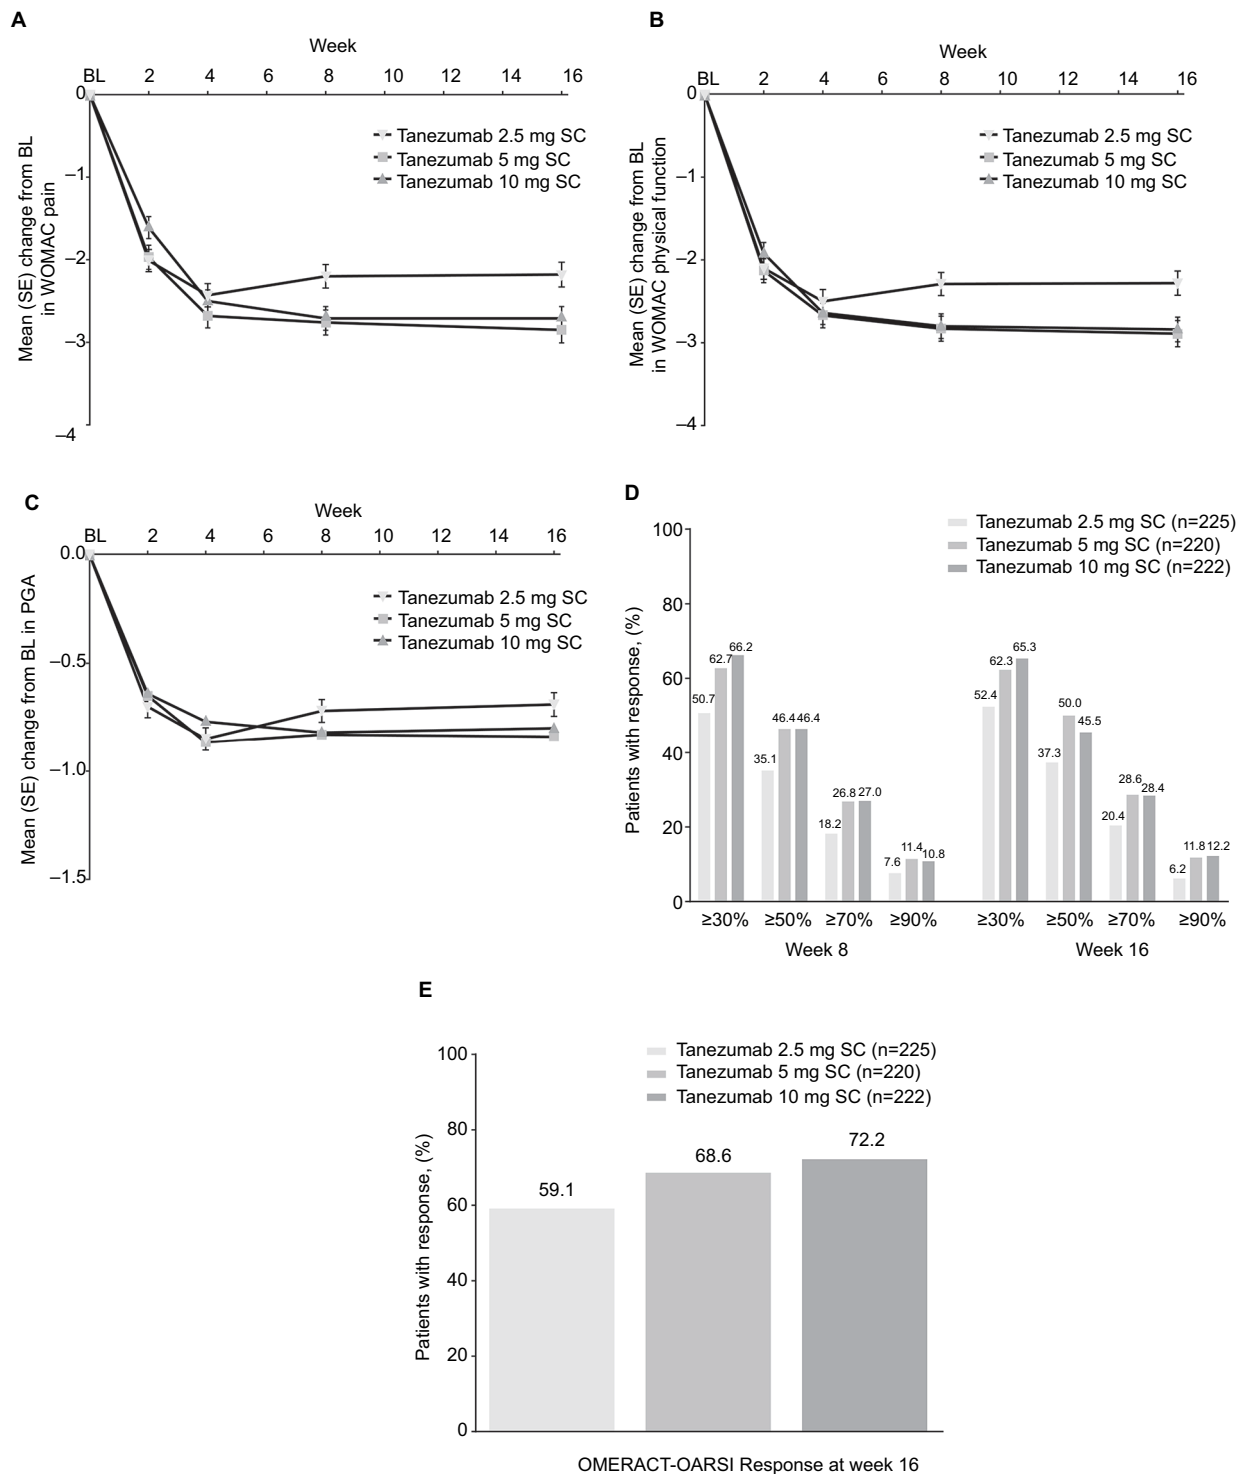 A
Week
BL 2 4 6 8 10 12 14 16
0
–1
–2
–3
–4
Mean (SE) change from BL
in WOMAC pain
Tanezumab 2.5 mg SC
Tanezumab 5 mg SC
Tanezumab 10 mg SC
B
Week
BL 2 4 6 8 10 12 14 16
0
–1
–2
–3
–4
Mean (SE) change from BL
in WOMAC physical function
Tanezumab 2.5 mg SC
Tanezumab 5 mg SC
Tanezumab 10 mg SC
C
Week
BL 2 4 6 8 10 12 14 16
0.0
–0.5
–1.0
–1.5
Mean (SE) change from BL in PGA
Tanezumab 2.5 mg SC
Tanezumab 5 mg SC
Tanezumab 10 mg SC
D
Tanezumab 2.5 mg SC (n=225)
Tanezumab 5 mg SC (n=220)
Tanezumab 10 mg SC (n=222)
Patients with response, (%)
100
80
60
40
20
0
50.7 62.7 66.2
35.1 46.4 46.4
18.2 26.8 27.0
7.6 11.4 10.8
52.4 62.3 65.3
37.3 50.0 45.5
20.4 28.6 28.4
6.2 11.8 12.2
≥30% ≥50% ≥70% ≥90% ≥30% ≥50% ≥70% ≥90%
Week 8 Week 16
E
Tanezumab 2.5 mg SC (n=225)
Tanezumab 5 mg SC (n=220)
Tanezumab 10 mg SC (n=222)
Patients with response, (%)
100
80
60
40
20
0
59.1 68.6 72.2
OMERACT-OARSI Response at week 16